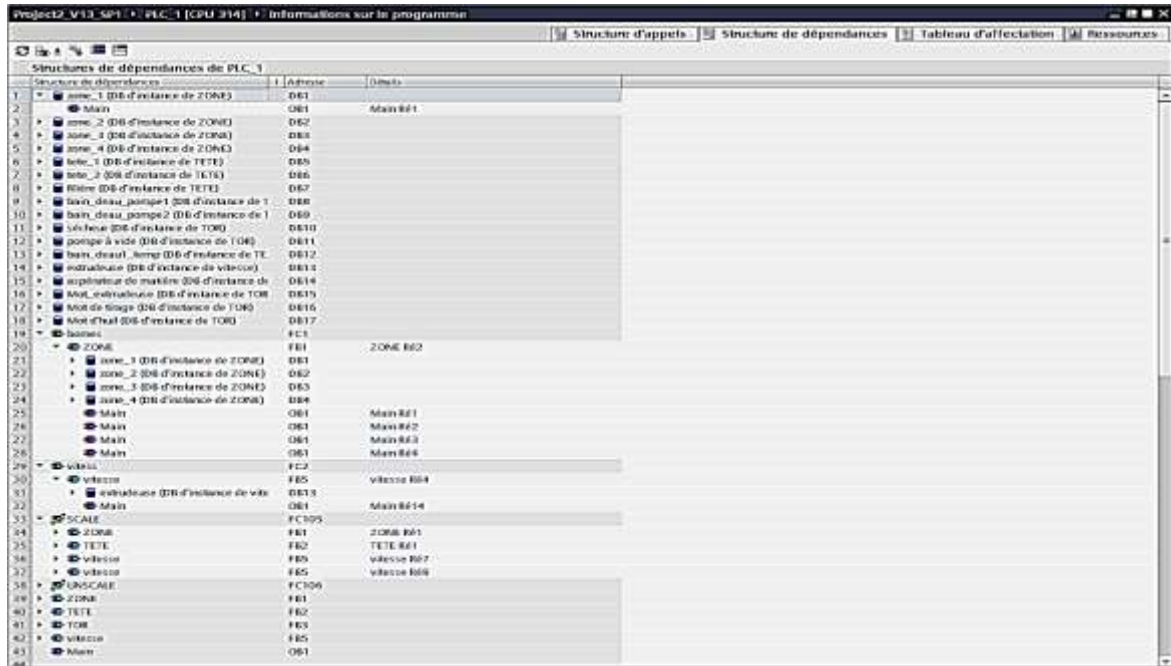 Project2_V13_SP1 ▸ PLC_1 [CPU 314] ▸ Informations sur le programme
Structure d'appels Structure de dépendances Tableau d'affectation Ressources
Structures de dépendances de PLC_1
Structure de dépendances Adresse Détails
1 zone_1 (DB d'instance de ZONE) DB1
2 Main OB1 Main Ré1
3 zone_2 (DB d'instance de ZONE) DB2
4 zone_3 (DB d'instance de ZONE) DB3
5 zone_4 (DB d'instance de ZONE) DB4
6 tete_1 (DB d'instance de TETE) DB5
7 tete_2 (DB d'instance de TETE) DB6
8 filière (DB d'instance de TETE) DB7
9 bain_deau_pompe1 (DB d'instance de DB8
10 bain_deau_pompe2 (DB d'instance de DB9
11 sécheur (DB d'instance de TOR) DB10
12 pompe à vide (DB d'instance de TOR) DB11
13 (DB d'instance de TE DB12
14 extrudeuse (DB d'instance de vitesse) DB13
15 aspirateur de matière (DB d'instance de DB14
16 Mot_extrudeuse (DB d'instance de TOR DB15
17 Mot de tirage (DB d'instance de TOR) DB16
18 Mot d'huil (DB d'instance de TOR) DB17
19 bornes FC1
20 ZONE FB1 ZONE Ré2
21 zone_1 (DB d'instance de ZONE) DB1
22 zone_2 (DB d'instance de ZONE) DB2
23 zone_3 (DB d'instance de ZONE) DB3
24 zone_4 (DB d'instance de ZONE) DB4
25 Main OB1 Main Ré1
26 Main OB1 Main Ré2
27 Main OB1 Main Ré3
28 Main OB1 Main
29 vitess FC2
30 vitesse FB5 vitesse Ré4
31 extrudeuse (DB d'instance de vite DB13
32 Main OB1 Main Ré14
33 SCALE FC105
34 ZONE FB1 ZONE Ré1
35 TETE FB2 TETE Ré1
36 vitesse FB5 vitesse Ré7
37 vitesse FB5 vitesse
38 UNSCALE FC106
39 ZONE FB1
40 TETE FB2
41 TOR FB3
42 vitesse FB5
43 Main OB1
44